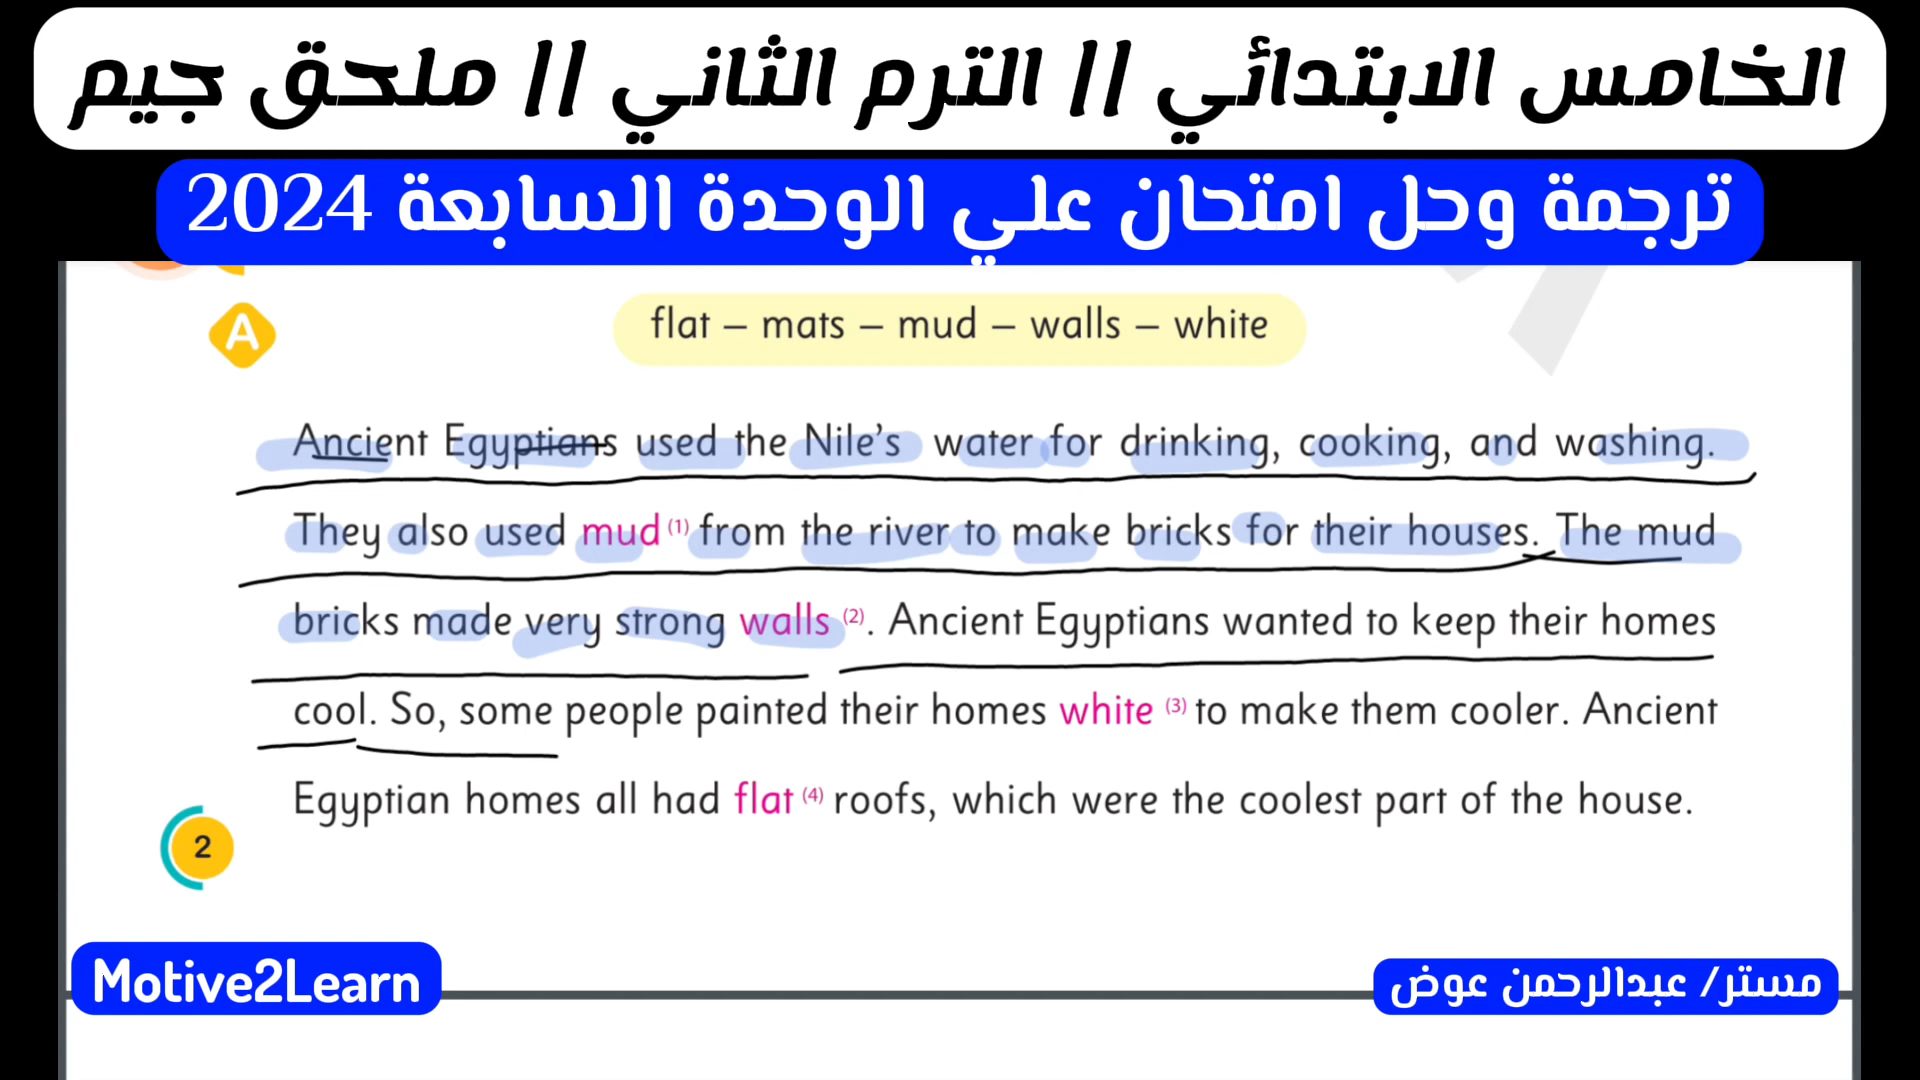 الخامس الابتدائي // الترم الثاني // ملحق جيم
ترجمة وحل امتحان علي الوحدة السابعة 2024
A
flat – mats – mud – walls – white
Ancient Egyptians used the Nile’s water for drinking, cooking, and washing.
They also used mud (1) from the river to make bricks for their houses. The mud
bricks made very strong walls (2). Ancient Egyptians wanted to keep their homes
cool. So, some people painted their homes white (3) to make them cooler. Ancient
Egyptian homes all had flat (4) roofs, which were the coolest part of the house.
2
Motive2Learn
مستر/ عبدالرحمن عوض